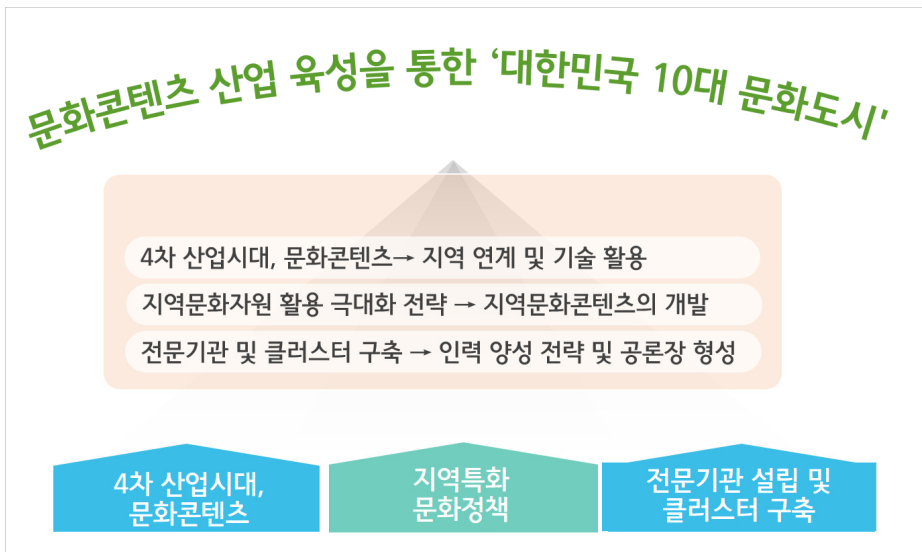 문화콘텐츠 산업 육성을 통한 ‘대한민국 10대 문화도시’
4차 산업시대, 문화콘텐츠→ 지역 연계 및 기술 활용
지역문화자원 활용 극대화 전략 → 지역문화콘텐츠의 개발
전문기관 및 클러스터 구축 → 인력 양성 전략 및 공론장 형성
4차 산업시대,
문화콘텐츠
지역특화
문화정책
전문기관 설립 및
클러스터 구축